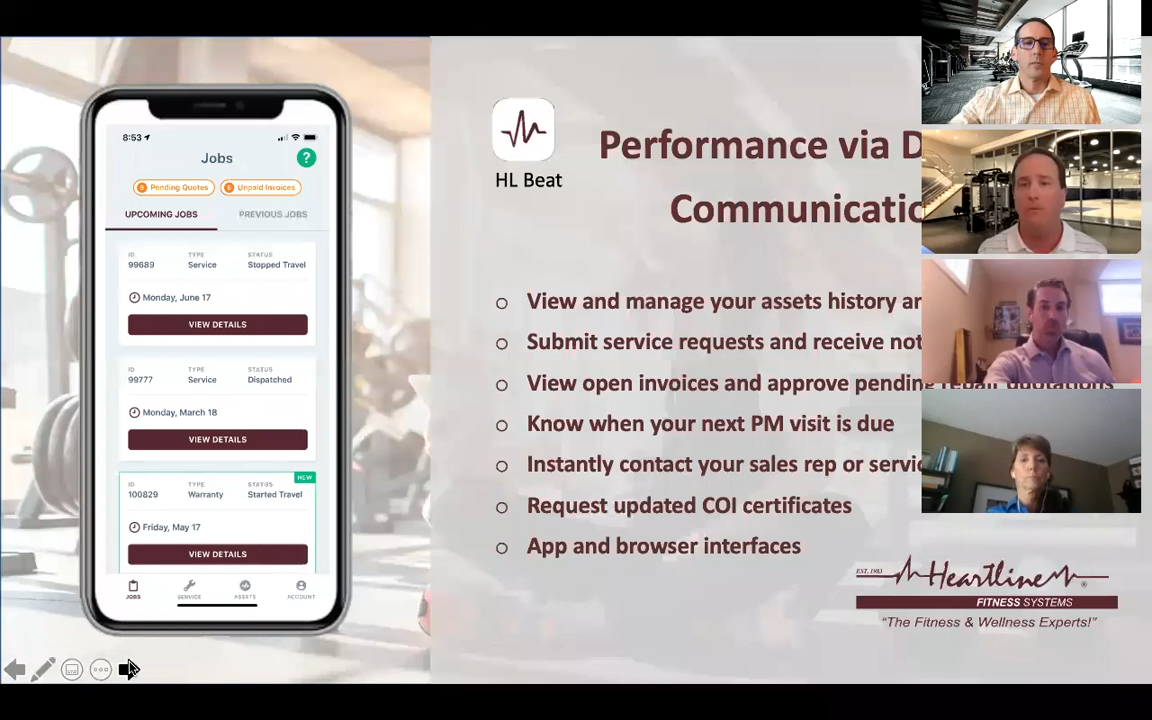 8:53
Jobs
?
Pending Quotes
5 Unpaid Invoices
UPCOMING JOBS
PREVIOUS JOBS
ID TYPE STATUS
99689 Service Stopped Travel
Monday, June 17
VIEW DETAILS
ID TYPE STATUS
99777 Service Dispatched
Monday, March 18
VIEW DETAILS
NEW
ID TYPE STATUS
100829 Warranty Started Travel
Friday, May 17
VIEW DETAILS
JOBS SERVICE ASSETS ACCOUNT
HL Beat
Performance via D
Communicatio
o View and manage your assets history
o Submit service requests and receive
o View open invoices and approve pending repair quotations
o Know when your next PM visit is due
o Instantly contact your sales rep or
o Request updated COI certificates
o App and browser interfaces
EST. 1983
Heartline®
FITNESS SYSTEMS
"The Fitness & Wellness Experts!"